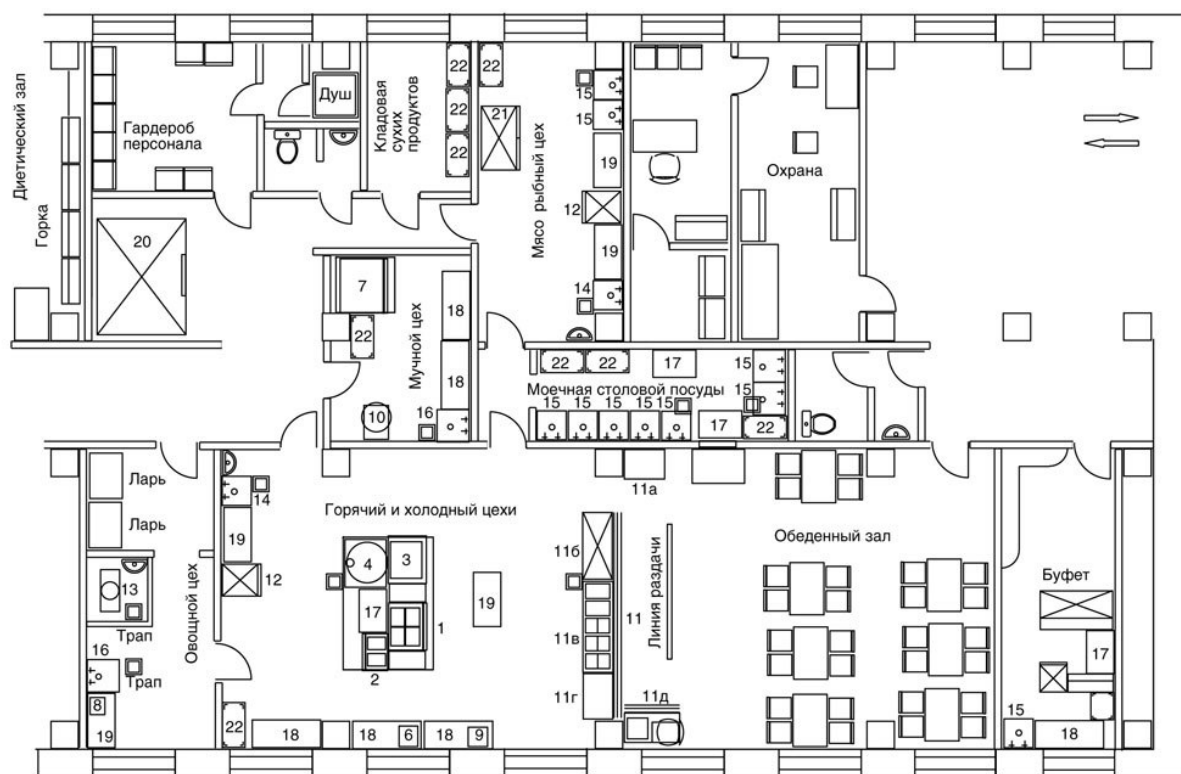 Диетический зал
Горка
Гардероб
персонала
Душ
Кладовая
сухих
продуктов
22
22
22
22
21
Мясо рыбный цех
15
15
19
12
19
14
Охрана
20
7
22
18
18
Мучной цех
10
16
22
22
17
15
15
Моечная столовой посуды
15
15
15
15
15
17
22
Ларь
Ларь
13
Трап
Трап
16
8
19
Овощной цех
14
19
12
22
Горячий и холодный цехи
4
3
17
1
2
19
18
18
6
18
9
11а
11б
11в
11г
11
Линия раздачи
11д
Обеденный зал
Буфет
17
15
18